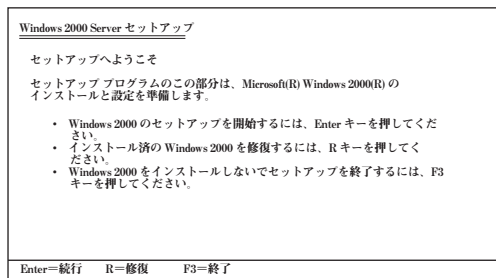 Windows 2000 Server セットアップ
セットアップへようこそ
セットアップ プログラムのこの部分は、Microsoft(R) Windows 2000(R) の
インストールと設定を準備します。
・ Windows 2000 のセットアップを開始するには、Enter キーを押してくだ
さい。
・ インストール済の Windows 2000 を修復するには、R キーを押してく
ださい。
・ Windows 2000 をインストールしないでセットアップを終了するには、F3
キーを押してください。
Enter=続行 R=修復 F3=終了